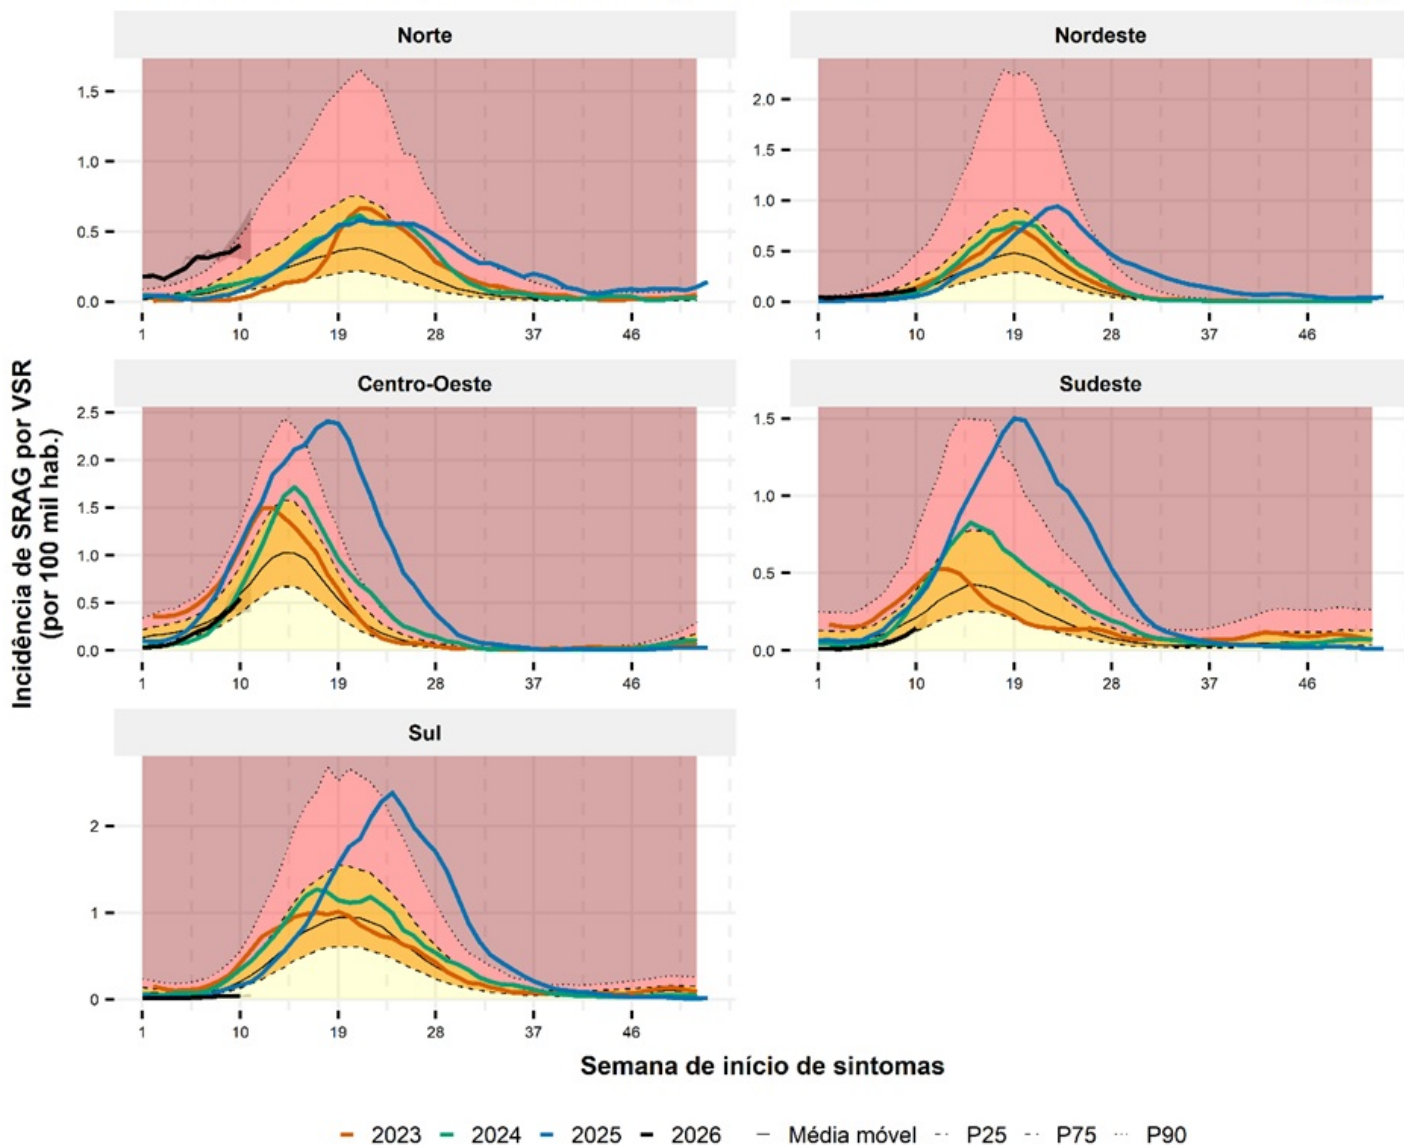 Norte
Nordeste
1.5
1.0
0.5
0.0
1 10 19 28 37 46
2.0
1.5
1.0
0.5
0.0
1 10 19 28 37 46
Centro-Oeste
Sudeste
2.5
2.0
1.5
1.0
0.5
0.0
1 10 19 28 37 46
1.5
1.0
0.5
0.0
1 10 19 28 37 46
Sul
2
1
0
1 10 19 28 37 46
Incidência de SRAG por VSR
(por 100 mil hab.)
Semana de início de sintomas
2023 2024 2025 2026 Média móvel P25 P75 P90